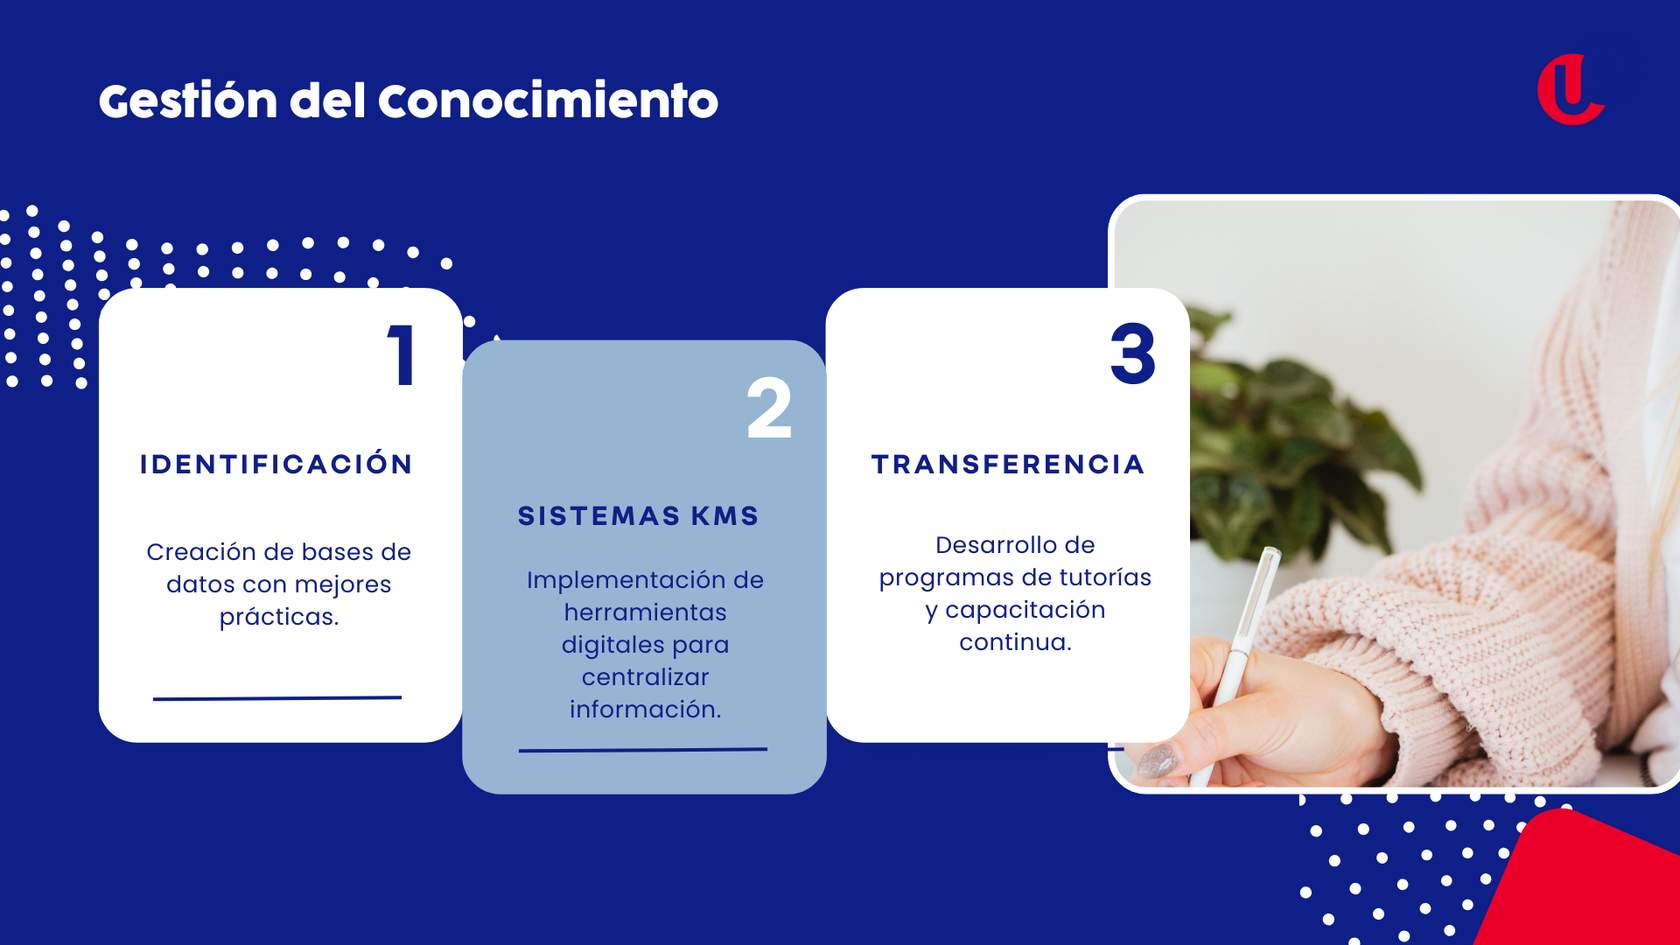 Gestión del Conocimiento
1
IDENTIFICACIÓN
Creación de bases de
datos con mejores
prácticas.
2
SISTEMAS KMS
Implementación de
herramientas
digitales para
centralizar
información.
3
TRANSFERENCIA
Desarrollo de
programas de tutorías
y capacitación
continua.